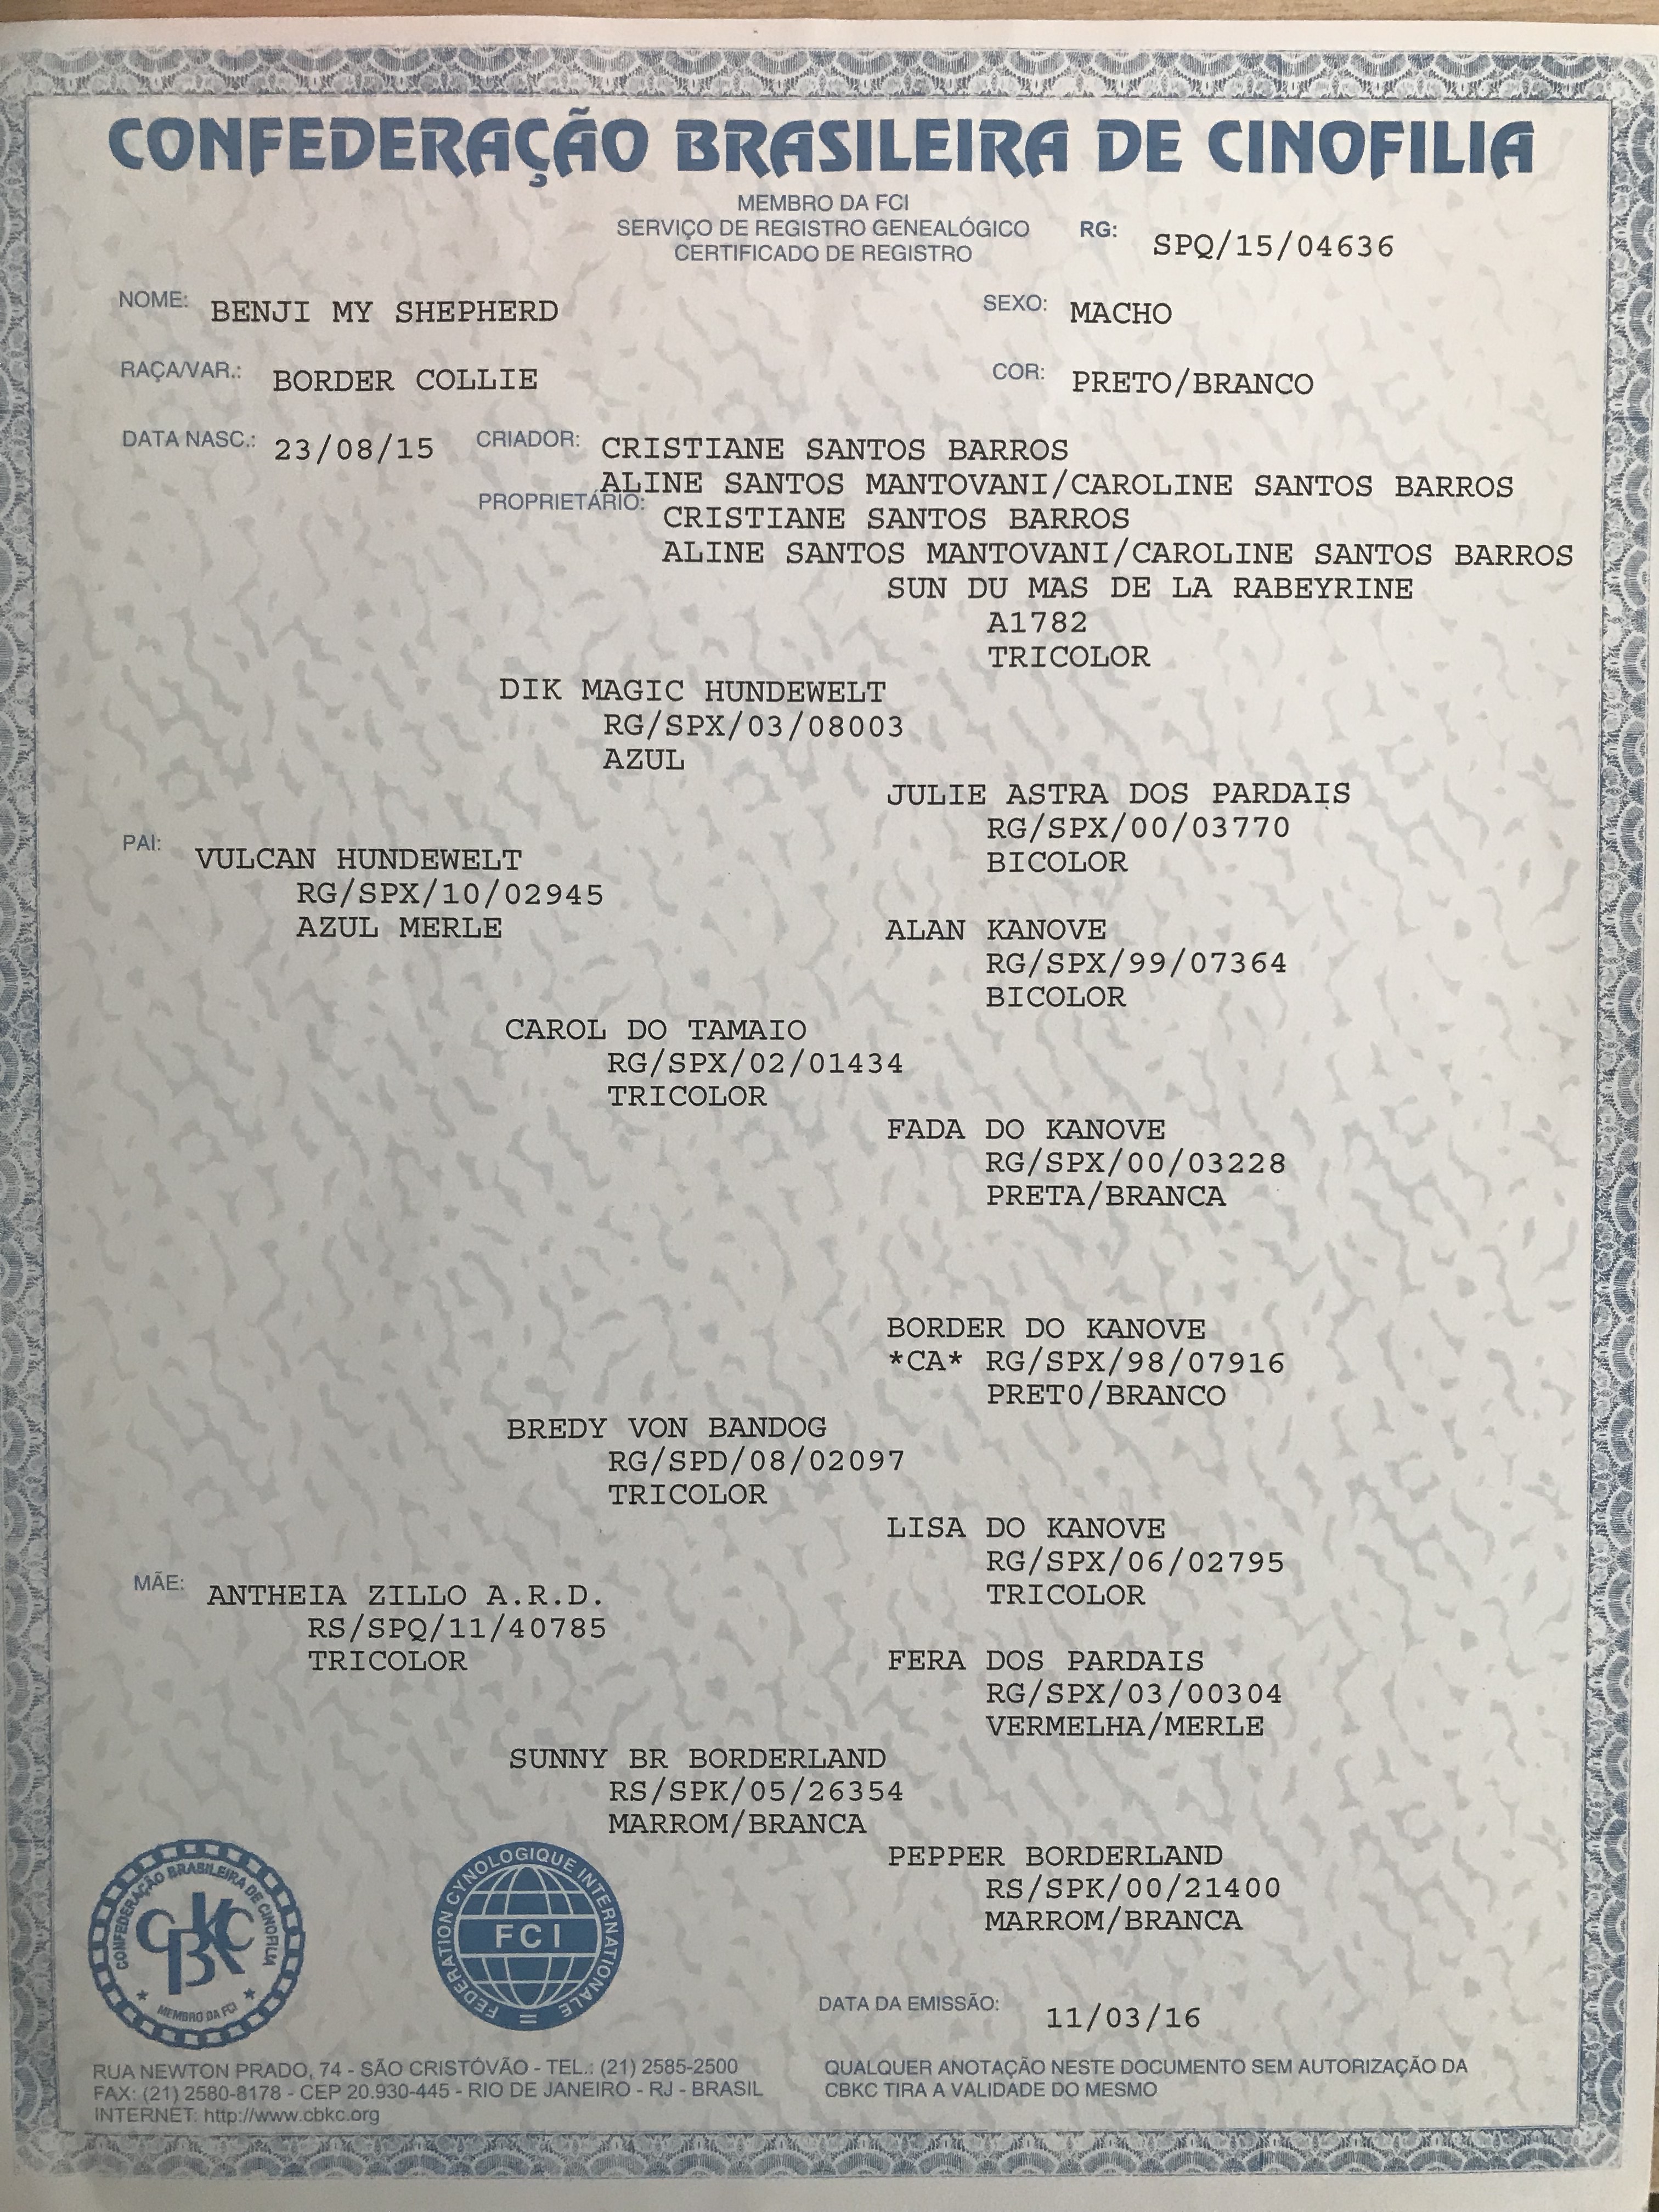 CONFEDERAÇÃO BRASILEIRA DE CINOFILIA
MEMBRO DA FCI
SERVIÇO DE REGISTRO GENEALÓGICO
CERTIFICADO DE REGISTRO
RG: SPQ/15/04636
NOME: BENJI MY SHEPHERD
SEXO: MACHO
RAÇA/VAR.: BORDER COLLIE
COR: PRETO/BRANCO
DATA NASC.: 23/08/15
CRIADOR: CRISTIANE SANTOS BARROS
ALINE SANTOS MANTOVANI/CAROLINE SANTOS BARROS
PROPRIETÁRIO: CRISTIANE SANTOS BARROS
ALINE SANTOS MANTOVANI/CAROLINE SANTOS BARROS
SUN DU MAS DE LA RABEYRINE
A1782
TRICOLOR
DIK MAGIC HUNDEWELT
RG/SPX/03/08003
AZUL
JULIE ASTRA DOS PARDAIS
RG/SPX/00/03770
BICOLOR
PAI: VULCAN HUNDEWELT
RG/SPX/10/02945
AZUL MERLE
ALAN KANOVE
RG/SPX/99/07364
BICOLOR
CAROL DO TAMAIO
RG/SPX/02/01434
TRICOLOR
FADA DO KANOVE
RG/SPX/00/03228
PRETA/BRANCA
BORDER DO KANOVE
*CA* RG/SPX/98/07916
PRET0/BRANCO
BREDY VON BANDOG
RG/SPD/08/02097
TRICOLOR
LISA DO KANOVE
RG/SPX/06/02795
TRICOLOR
MÃE: ANTHEIA ZILLO A.R.D.
RS/SPQ/11/40785
TRICOLOR
FERA DOS PARDAIS
RG/SPX/03/00304
VERMELHA/MERLE
SUNNY BR BORDERLAND
RS/SPK/05/26354
MARROM/BRANCA
PEPPER BORDERLAND
RS/SPK/00/21400
MARROM/BRANCA
CONFEDERAÇÃO BRASILEIRA DE CINOFILIA
CBKC
MEMBRO DA FCI
FEDERATION CYNOLOGIQUE INTERNATIONALE
FCI
DATA DA EMISSÃO: 11/03/16
RUA NEWTON PRADO, 74 - SÃO CRISTÓVÃO - TEL.: (21) 2585-2500
FAX: (21) 2580-8178 - CEP 20.930-445 - RIO DE JANEIRO - RJ - BRASIL
INTERNET: http://www.cbkc.org
QUALQUER ANOTAÇÃO NESTE DOCUMENTO SEM AUTORIZAÇÃO DA
CBKC TIRA A VALIDADE DO MESMO